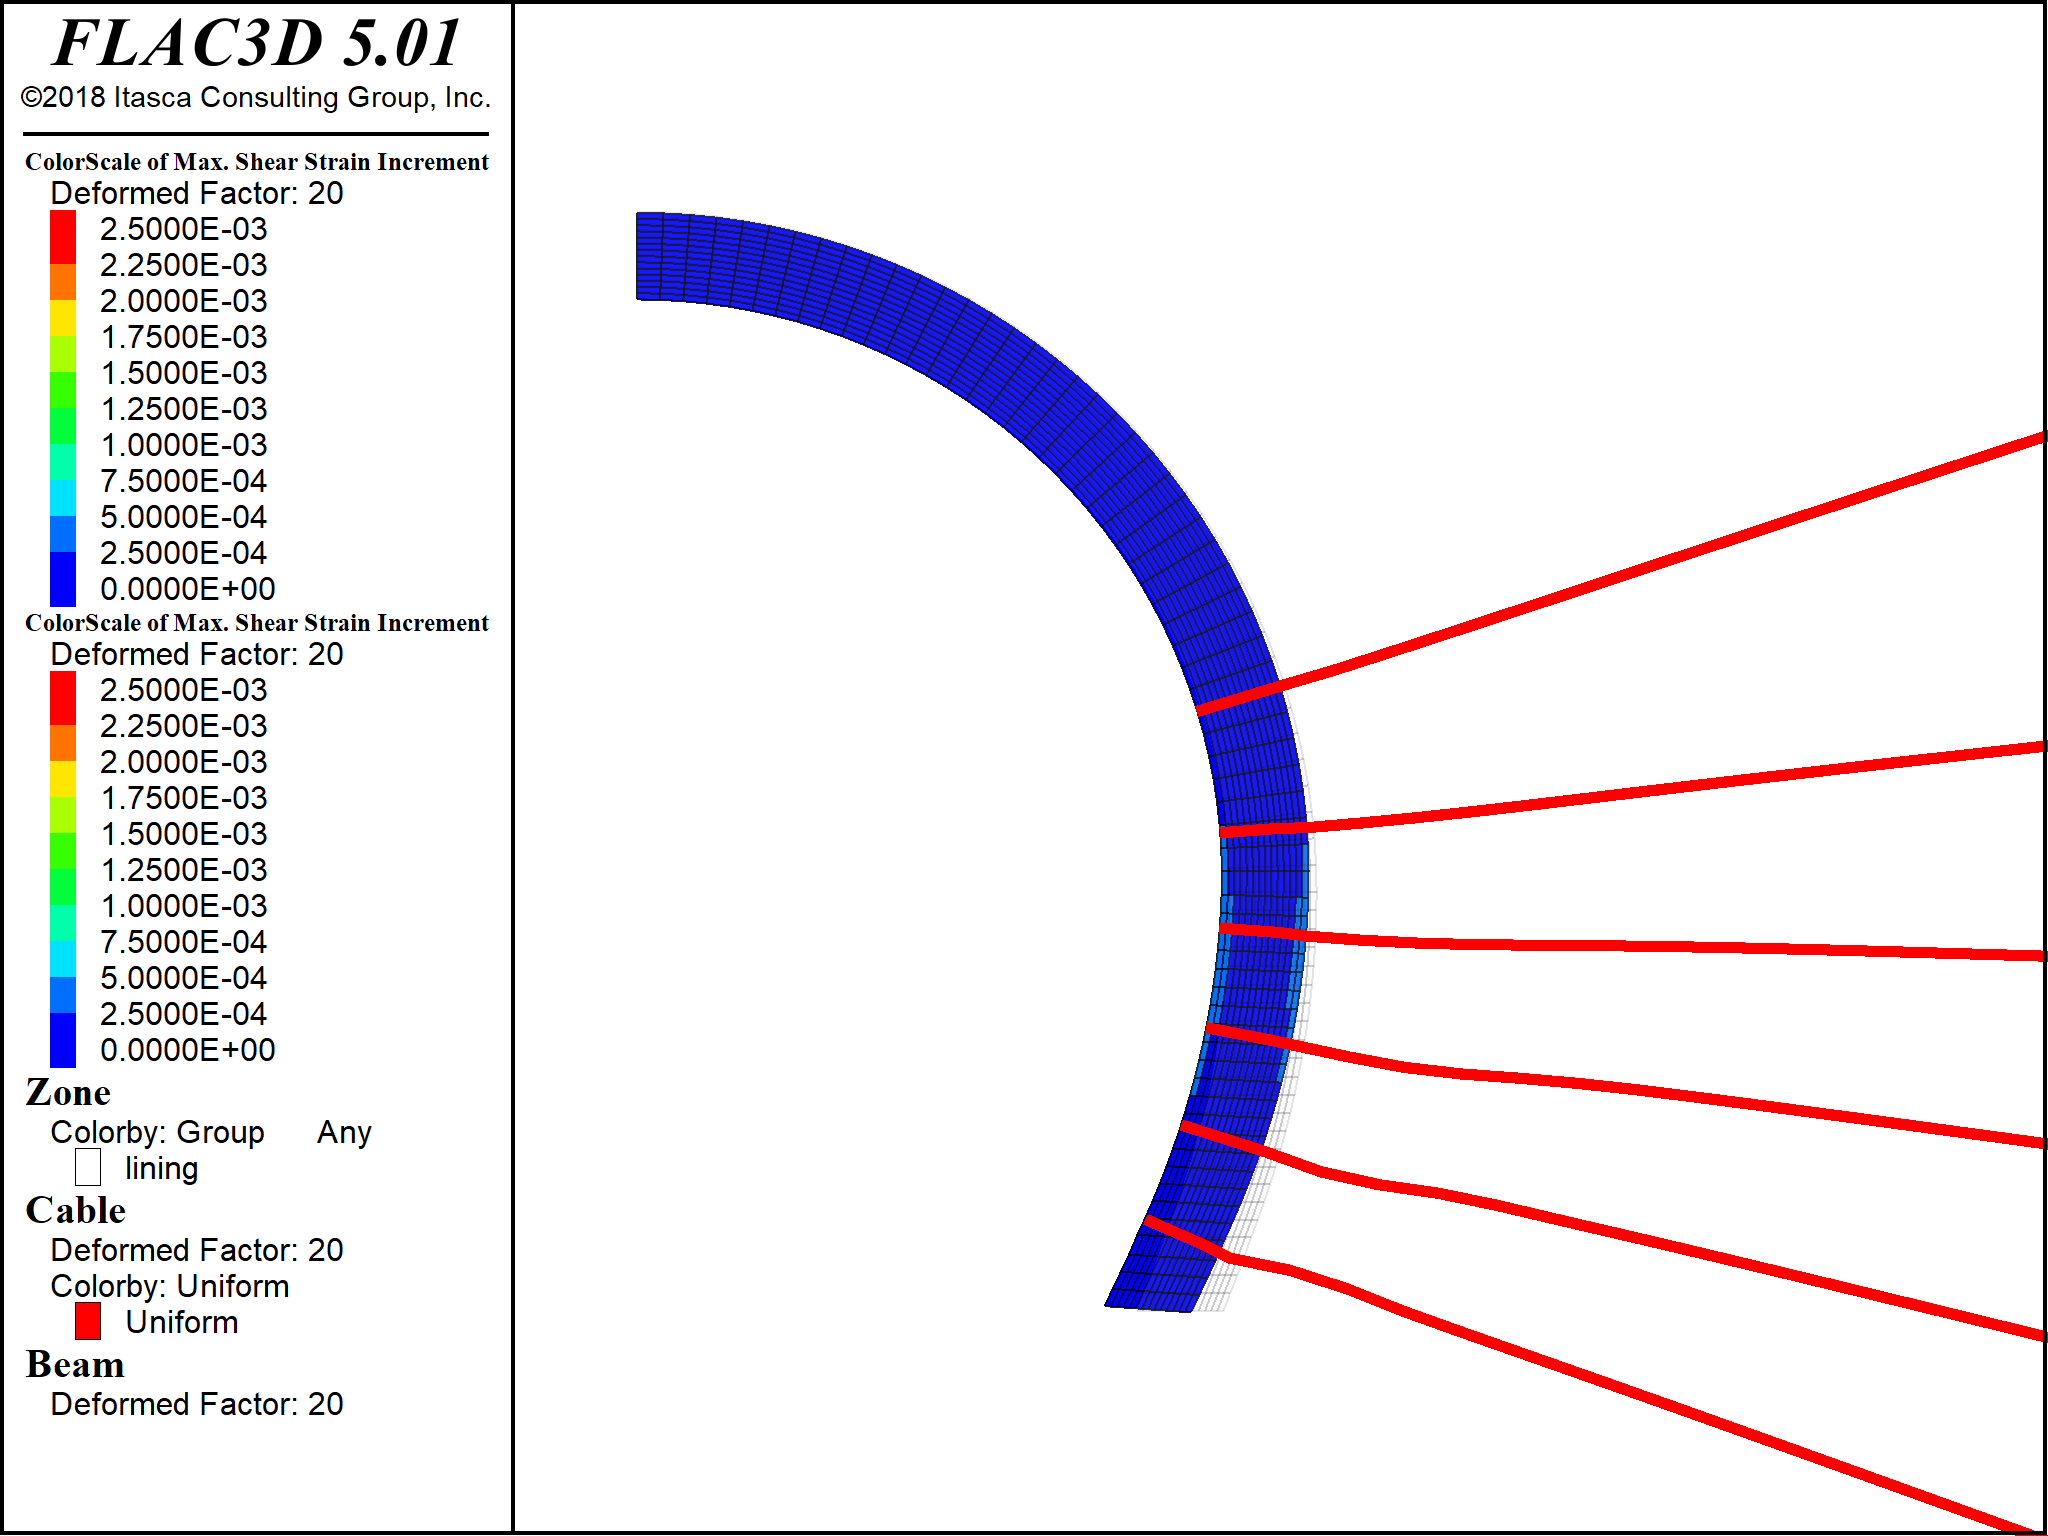 FLAC3D 5.01
©2018 Itasca Consulting Group, Inc.
ColorScale of Max. Shear Strain Increment
Deformed Factor: 20
2.5000E-03
2.2500E-03
2.0000E-03
1.7500E-03
1.5000E-03
1.2500E-03
1.0000E-03
7.5000E-04
5.0000E-04
2.5000E-04
0.0000E+00
ColorScale of Max. Shear Strain Increment
Deformed Factor: 20
2.5000E-03
2.2500E-03
2.0000E-03
1.7500E-03
1.5000E-03
1.2500E-03
1.0000E-03
7.5000E-04
5.0000E-04
2.5000E-04
0.0000E+00
Zone
Colorby: Group Any
lining
Cable
Deformed Factor: 20
Colorby: Uniform
Uniform
Beam
Deformed Factor: 20